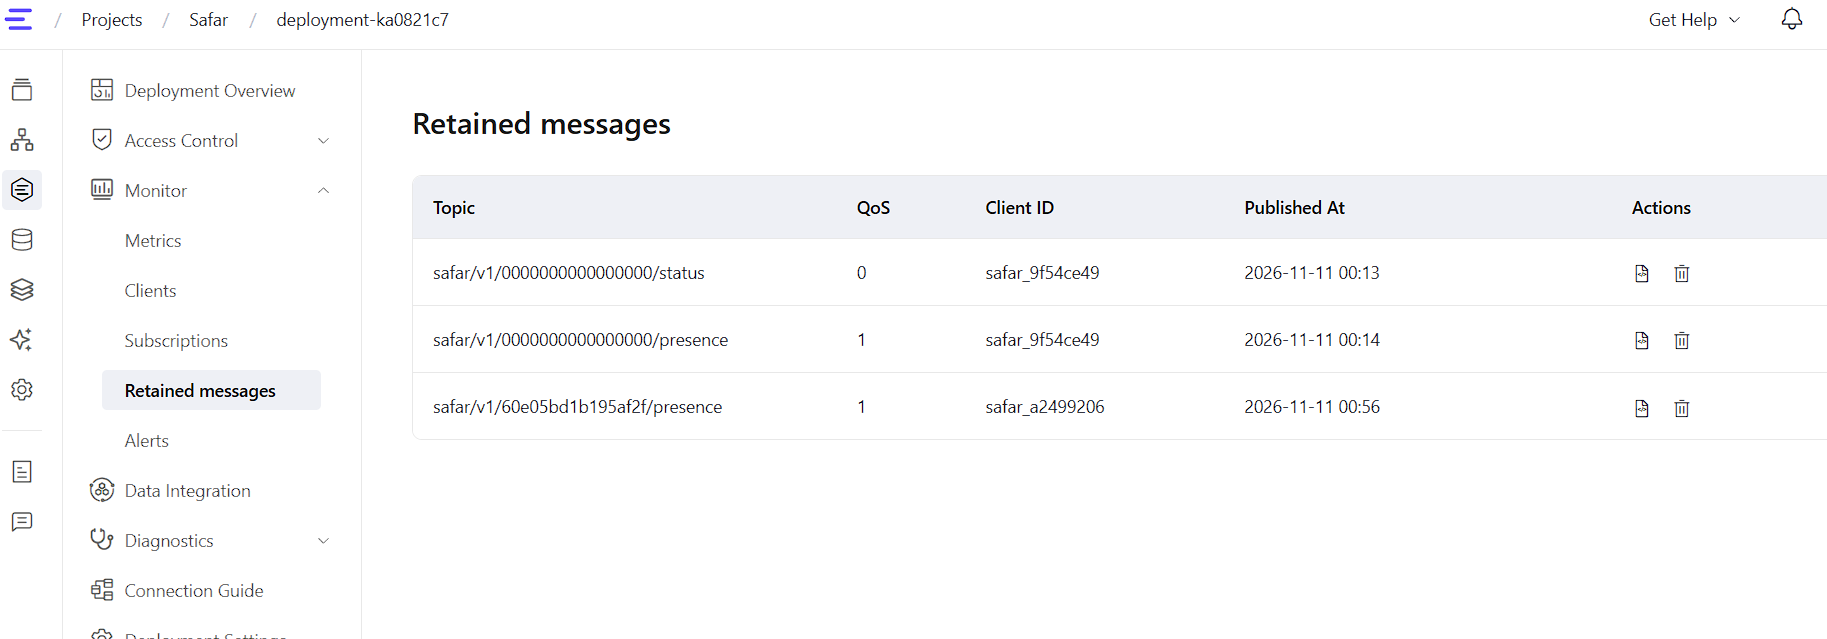 / Projects / Safar / deployment-ka0821c7 Get Help
Deployment Overview
Access Control
Monitor
Metrics
Clients
Subscriptions
Retained messages
Alerts
Data Integration
Diagnostics
Connection Guide
Deployment Settings
Retained messages
Topic QoS Client ID Published At Actions
safar/v1/0000000000000000/status 0 safar_9f54ce49 2026-11-11 00:13
safar/v1/0000000000000000/presence 1 safar_9f54ce49 2026-11-11 00:14
safar/v1/60e05bd1b195af2f/presence 1 safar_a2499206 2026-11-11 00:56